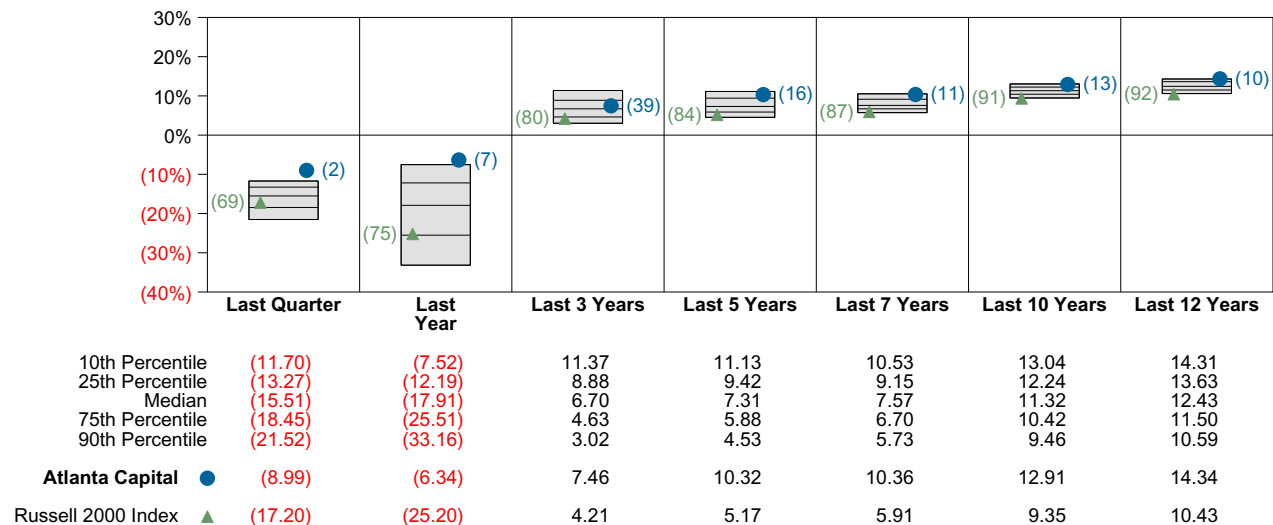 30%
20%
10%
0%
(10%)
(20%)
(30%)
(40%)
(2) (7) (39) (16) (11) (13) (10)
(69) (75) (80) (84) (87) (91) (92)
Last Quarter Last Year Last 3 Years Last 5 Years Last 7 Years Last 10 Years Last 12 Years
10th Percentile (11.70) (7.52) 11.37 11.13 10.53 13.04 14.31
25th Percentile (13.27) (12.19) 8.88 9.42 9.15 12.24 13.63
Median (15.51) (17.91) 6.70 7.31 7.57 11.32 12.43
75th Percentile (18.45) (25.51) 4.63 5.88 6.70 10.42 11.50
90th Percentile (21.52) (33.16) 3.02 4.53 5.73 9.46 10.59
Atlanta Capital (8.99) (6.34) 7.46 10.32 10.36 12.91 14.34
Russell 2000 Index (17.20) (25.20) 4.21 5.17 5.91 9.35 10.43